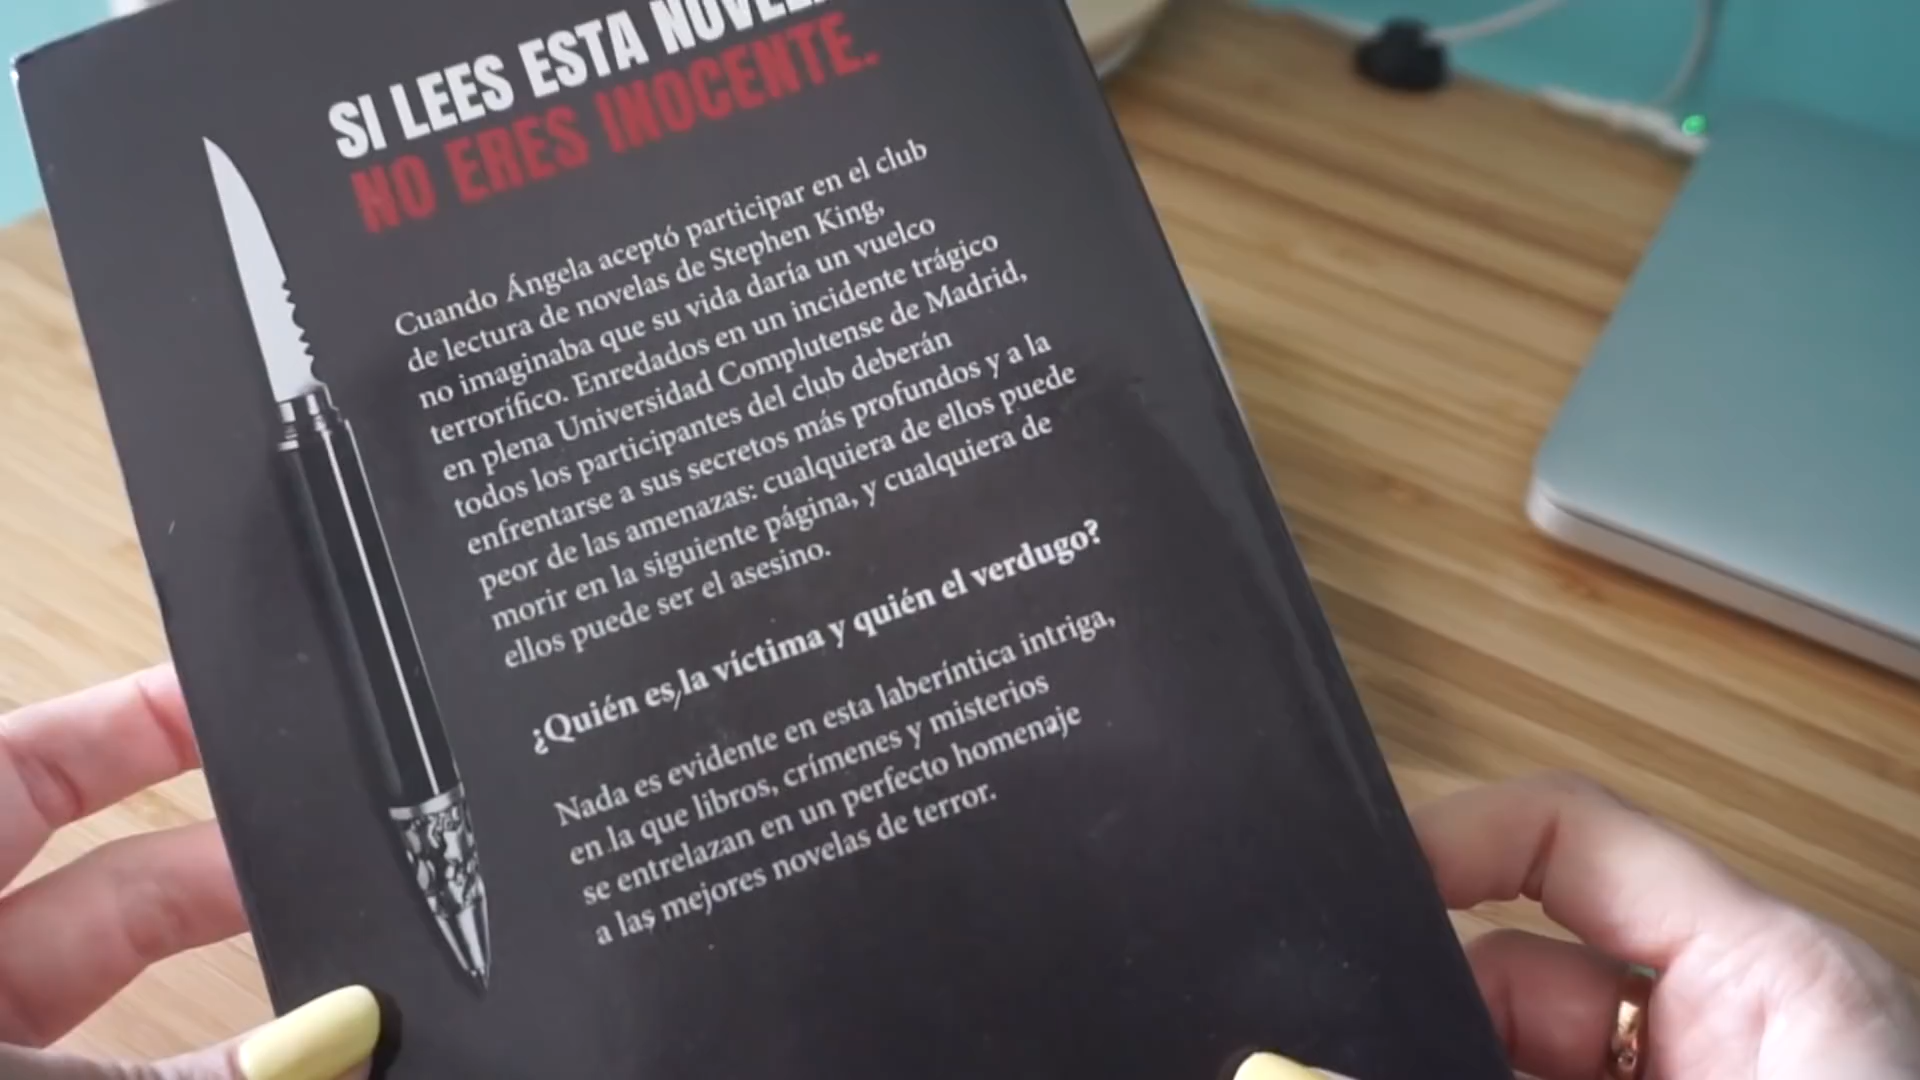 SI LEES ESTA NOVELA
NO ERES INOCENTE.
Cuando Ángela aceptó participar en el club
de lectura de novelas de Stephen King,
no imaginaba que su vida daría un vuelco
terrorífico. Enredados en un incidente trágico
en plena Universidad Complutense de Madrid,
todos los participantes del club deberán
enfrentarse a sus secretos más profundos y a la
peor de las amenazas: cualquiera de ellos puede
morir en la siguiente página, y cualquiera de
ellos puede ser el asesino.
¿Quién es la víctima y quién el verdugo?
Nada es evidente en esta laberíntica intriga,
en la que libros, crímenes y misterios
se entrelazan en un perfecto homenaje
a las mejores novelas de terror.